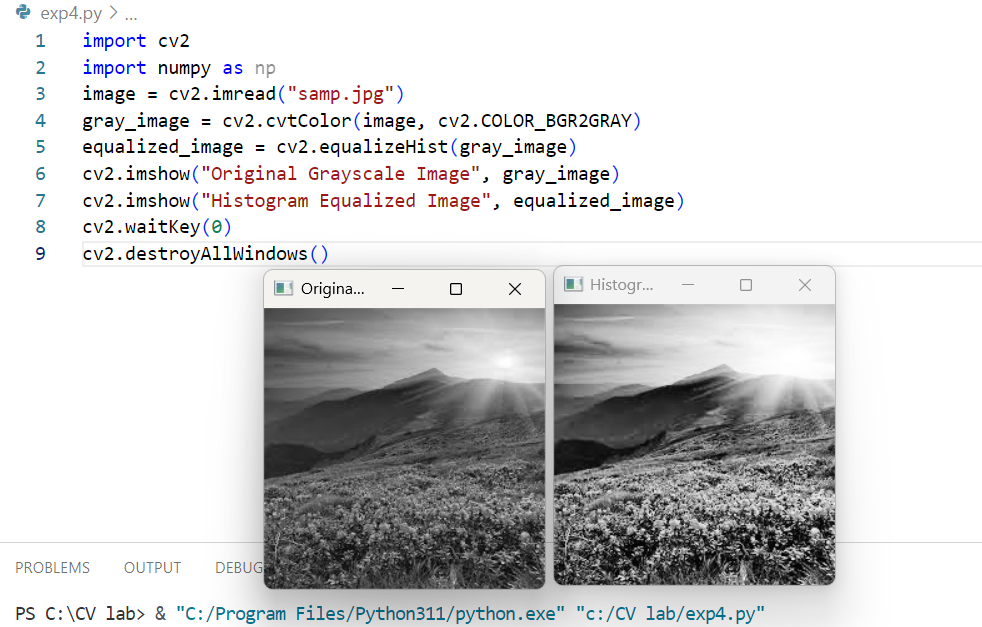 exp4.py > ...
1 import cv2
2 import numpy as np
3 image = cv2.imread("samp.jpg")
4 gray_image = cv2.cvtColor(image, cv2.COLOR_BGR2GRAY)
5 equalized_image = cv2.equalizeHist(gray_image)
6 cv2.imshow("Original Grayscale Image", gray_image)
7 cv2.imshow("Histogram Equalized Image", equalized_image)
8 cv2.waitKey(0)
9 cv2.destroyAllWindows()
Origina... Histogr...
PROBLEMS OUTPUT DEBUG
PS C:\CV lab> & "C:/Program Files/Python311/python.exe" "c:/CV lab/exp4.py"